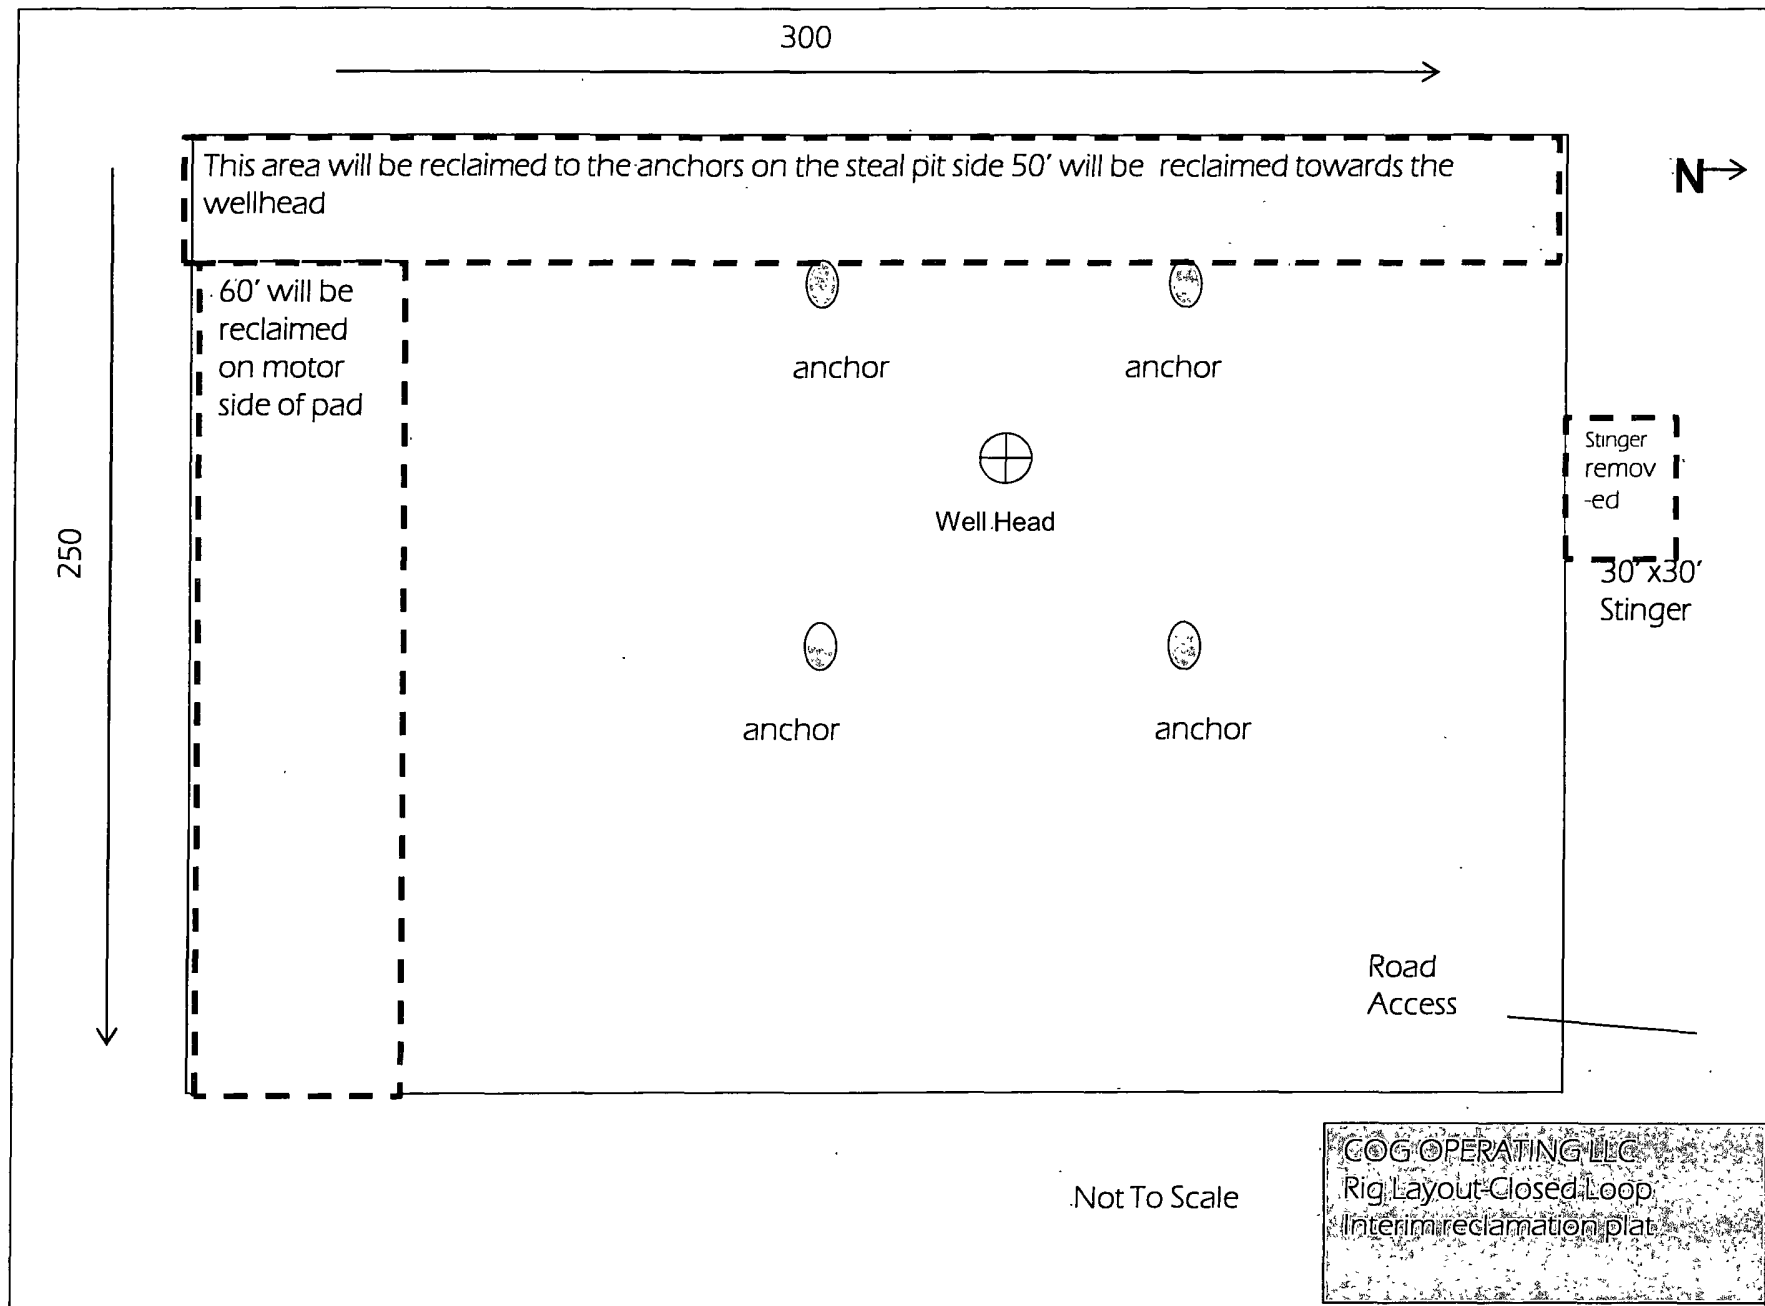 300
This area will be reclaimed to the anchors on the steal pit side 50' will be reclaimed towards the
wellhead
N
60' will be
reclaimed
on motor
side of pad
anchor
anchor
Stinger
remov
-ed
Well Head
250
30'x30'
Stinger
anchor
anchor
Road
Access
Not To Scale
COG OPERATING LLC
Rig Layout-Closed Loop
Interim reclamation plat